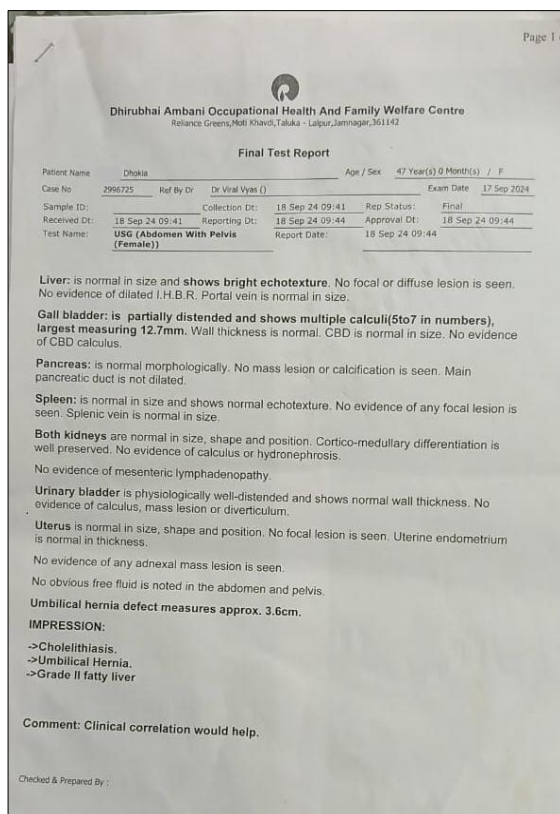 Page 1
Dhirubhai Ambani Occupational Health And Family Welfare Centre
Reliance Greens,Moti Khavdi,Taluka - Lalpur,Jamnagar,361142
Final Test Report
Patient Name Dhokia Age / Sex 47 Year(s) 0 Month(s) / F
Case No 2996725 Ref By Dr Dr Viral Vyas () Exam Date 17 Sep 2024
Sample ID: Collection Dt: 18 Sep 24 09:41 Rep Status: Final
Received Dt: 18 Sep 24 09:41 Reporting Dt: 18 Sep 24 09:44 Approval Dt: 18 Sep 24 09:44
Test Name: USG (Abdomen With Pelvis Report Date: 18 Sep 24 09:44
(Female))
Liver: is normal in size and shows bright echotexture. No focal or diffuse lesion is seen.
No evidence of dilated I.H.B.R. Portal vein is normal in size.
Gall bladder: is partially distended and shows multiple calculi(5to7 in numbers),
largest measuring 12.7mm. Wall thickness is normal. CBD is normal in size. No evidence
of CBD calculus.
Pancreas: is normal morphologically. No mass lesion or calcification is seen. Main
pancreatic duct is not dilated.
Spleen: is normal in size and shows normal echotexture. No evidence of any focal lesion is
seen. Splenic vein is normal in size.
Both kidneys are normal in size, shape and position. Cortico-medullary differentiation is
well preserved. No evidence of calculus or hydronephrosis.
No evidence of mesenteric lymphadenopathy.
Urinary bladder is physiologically well-distended and shows normal wall thickness. No
evidence of calculus, mass lesion or diverticulum.
Uterus is normal in size, shape and position. No focal lesion is seen. Uterine endometrium
is normal in thickness.
No evidence of any adnexal mass lesion is seen.
No obvious free fluid is noted in the abdomen and pelvis.
Umbilical hernia defect measures approx. 3.6cm.
IMPRESSION:
->Cholelithiasis.
->Umbilical Hernia.
->Grade II fatty liver
Comment: Clinical correlation would help.
Checked & Prepared By :